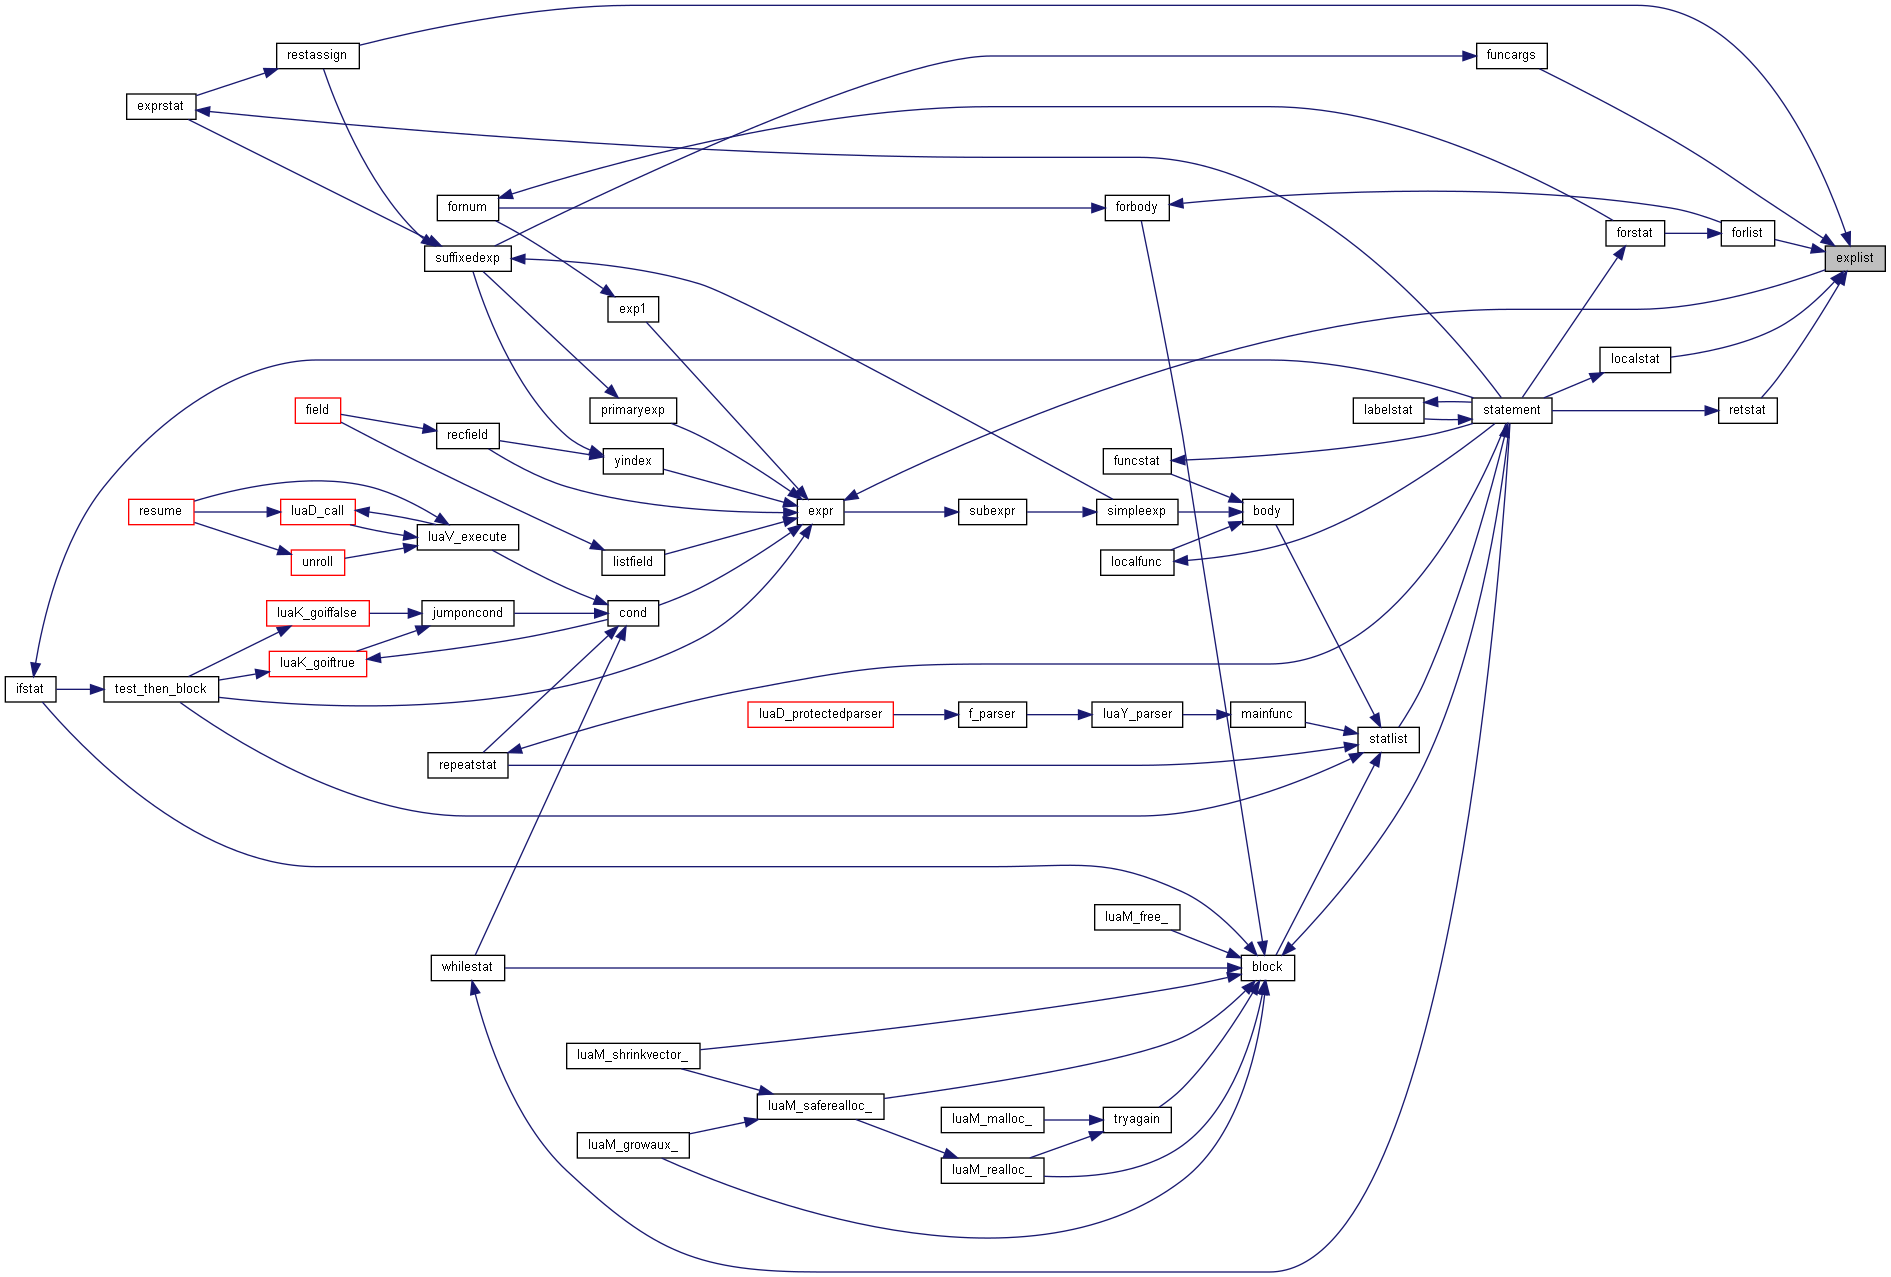 restassign
funcargs
exprstat
fornum
forbody
forstat
forlist
suffixedexp
explist
exp1
localstat
field
primaryexp
labelstat
statement
retstat
recfield
yindex
funcstat
resume
luaD_call
expr
subexpr
simpleexp
body
luaV_execute
unroll
listfield
localfunc
luaK_goiffalse
jumponcond
cond
luaK_goiftrue
ifstat
test_then_block
luaD_protectedparser
f_parser
luaY_parser
mainfunc
statlist
repeatstat
luaM_free_
whilestat
block
luaM_shrinkvector_
luaM_saferealloc_
luaM_malloc_
tryagain
luaM_growaux_
luaM_realloc_